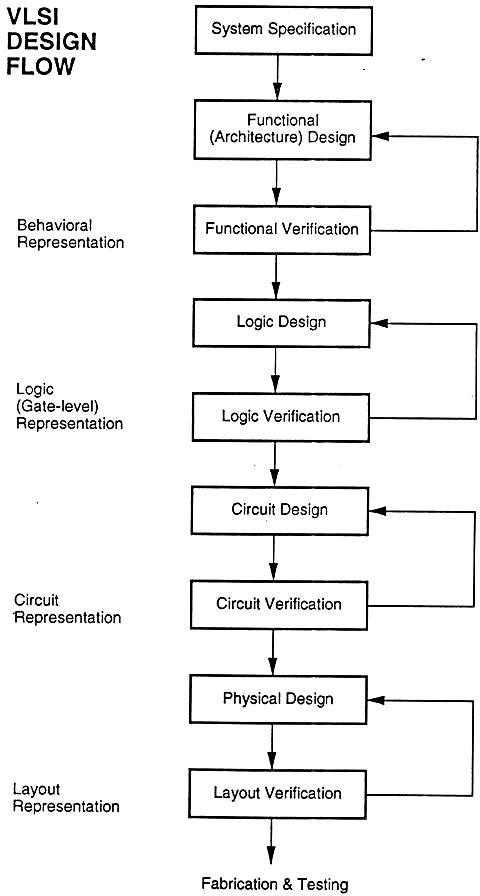 VLSI
DESIGN
FLOW
System Specification
Functional
(Architecture) Design
Behavioral
Representation
Functional Verification
Logic Design
Logic
(Gate-level)
Representation
Logic Verification
Circuit Design
Circuit
Representation
Circuit Verification
Physical Design
Layout
Representation
Layout Verification
Fabrication & Testing